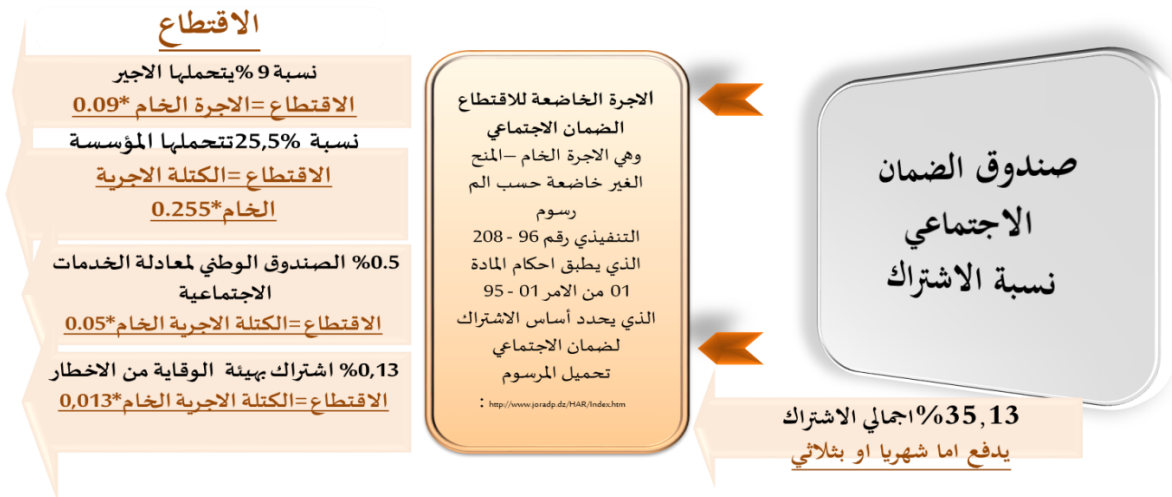 صندوق الضمان
الاجتماعي
نسبة الاشتراك
%35,13 اجمالي الاشتراك
يدفع اما شهريا او بثلاثي
الاجرة الخاضعة للاقتطاع
الضمان الاجتماعي
وهي الاجرة الخام –المنح
الغير خاضعة حسب الم
رسوم
التنفيذي رقم 96 - 208
الذي يطبق احكام المادة
01 من الامر 01 - 95
الذي يحدد أساس الاشتراك
لضمان الاجتماعي
تحميل المرسوم
: http://www.joradp.dz/HAR/Index.htm
الاقتطاع
نسبة 9 %يتحملها الاجير
الاقتطاع =الاجرة الخام *0.09
نسبة %25,5تتحملها المؤسسة
الاقتطاع =الكتلة الاجرية
الخام*0.255
%0.5 الصندوق الوطني لمعادلة الخدمات
الاجتماعية
الاقتطاع=الكتلة الاجرية الخام*0.05
%0,13 اشتراك بهيئة الوقاية من الاخطار
الاقتطاع=الكتلة الاجرية الخام*0,013